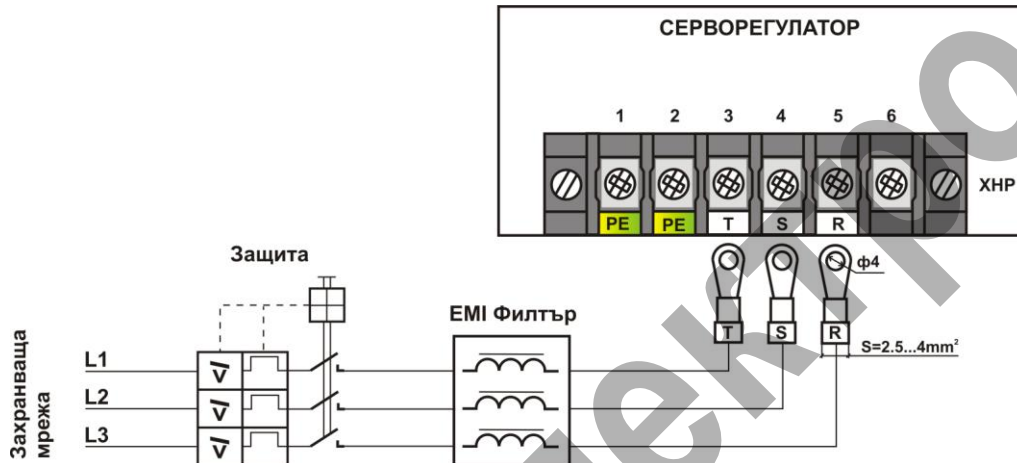 СЕРВОРЕГУЛАТОР
1 2 3 4 5 6
XHP
PE PE T S R
Защита
ф4
EMI Филтър
T S R
S=2.5...4mm²
Захранваща
мрежа
L1
L2
L3